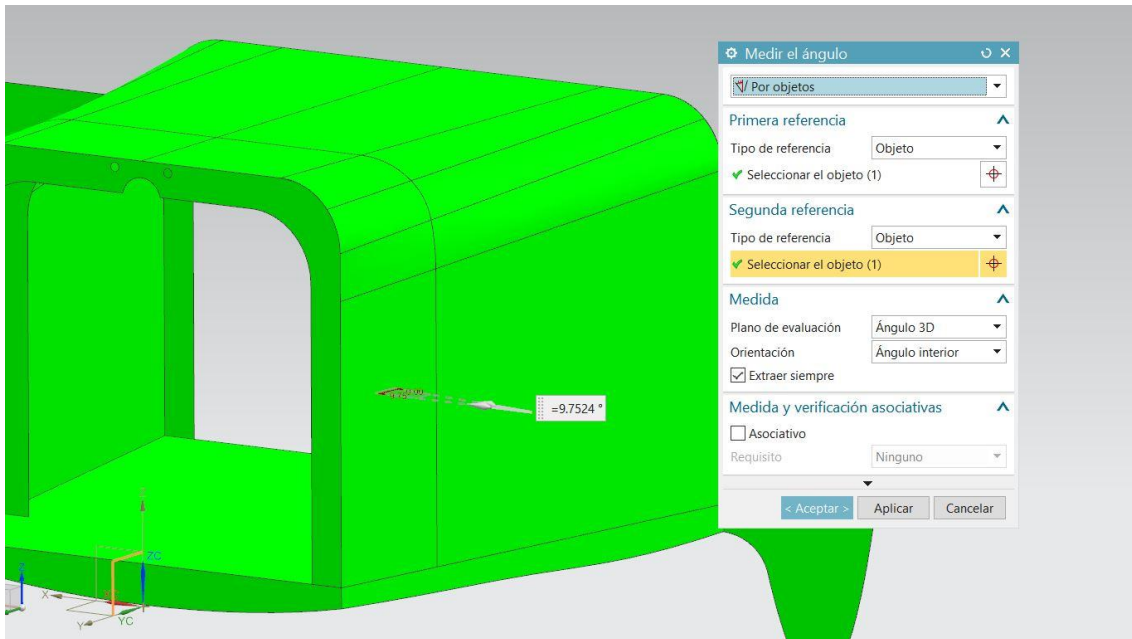 Medir el ángulo
Por objetos
Primera referencia
Tipo de referencia Objeto
Seleccionar el objeto (1)
Segunda referencia
Tipo de referencia Objeto
Seleccionar el objeto (1)
Medida
Plano de evaluación Ángulo 3D
Orientación Ángulo interior
Extraer siempre
=9.7524 °
Medida y verificación asociativas
Asociativo
Requisito Ninguno
< Aceptar > Aplicar Cancelar
ZC
Z
X
YC
Y